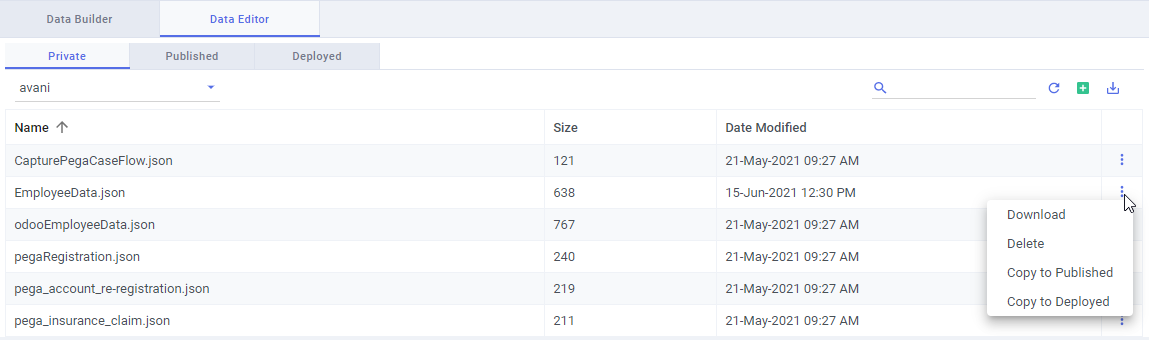 Data Builder Data Editor
Private Published Deployed
avani
Name Size Date Modified
CapturePegaCaseFlow.json 121 21-May-2021 09:27 AM
EmployeeData.json 638 15-Jun-2021 12:30 PM
odooEmployeeData.json 767 21-May-2021 09:27 AM
pegaRegistration.json 240 21-May-2021 09:27 AM
pega_account_re-registration.json 219 21-May-2021 09:27 AM
pega_insurance_claim.json 211 21-May-2021 09:27 AM
Download
Delete
Copy to Published
Copy to Deployed